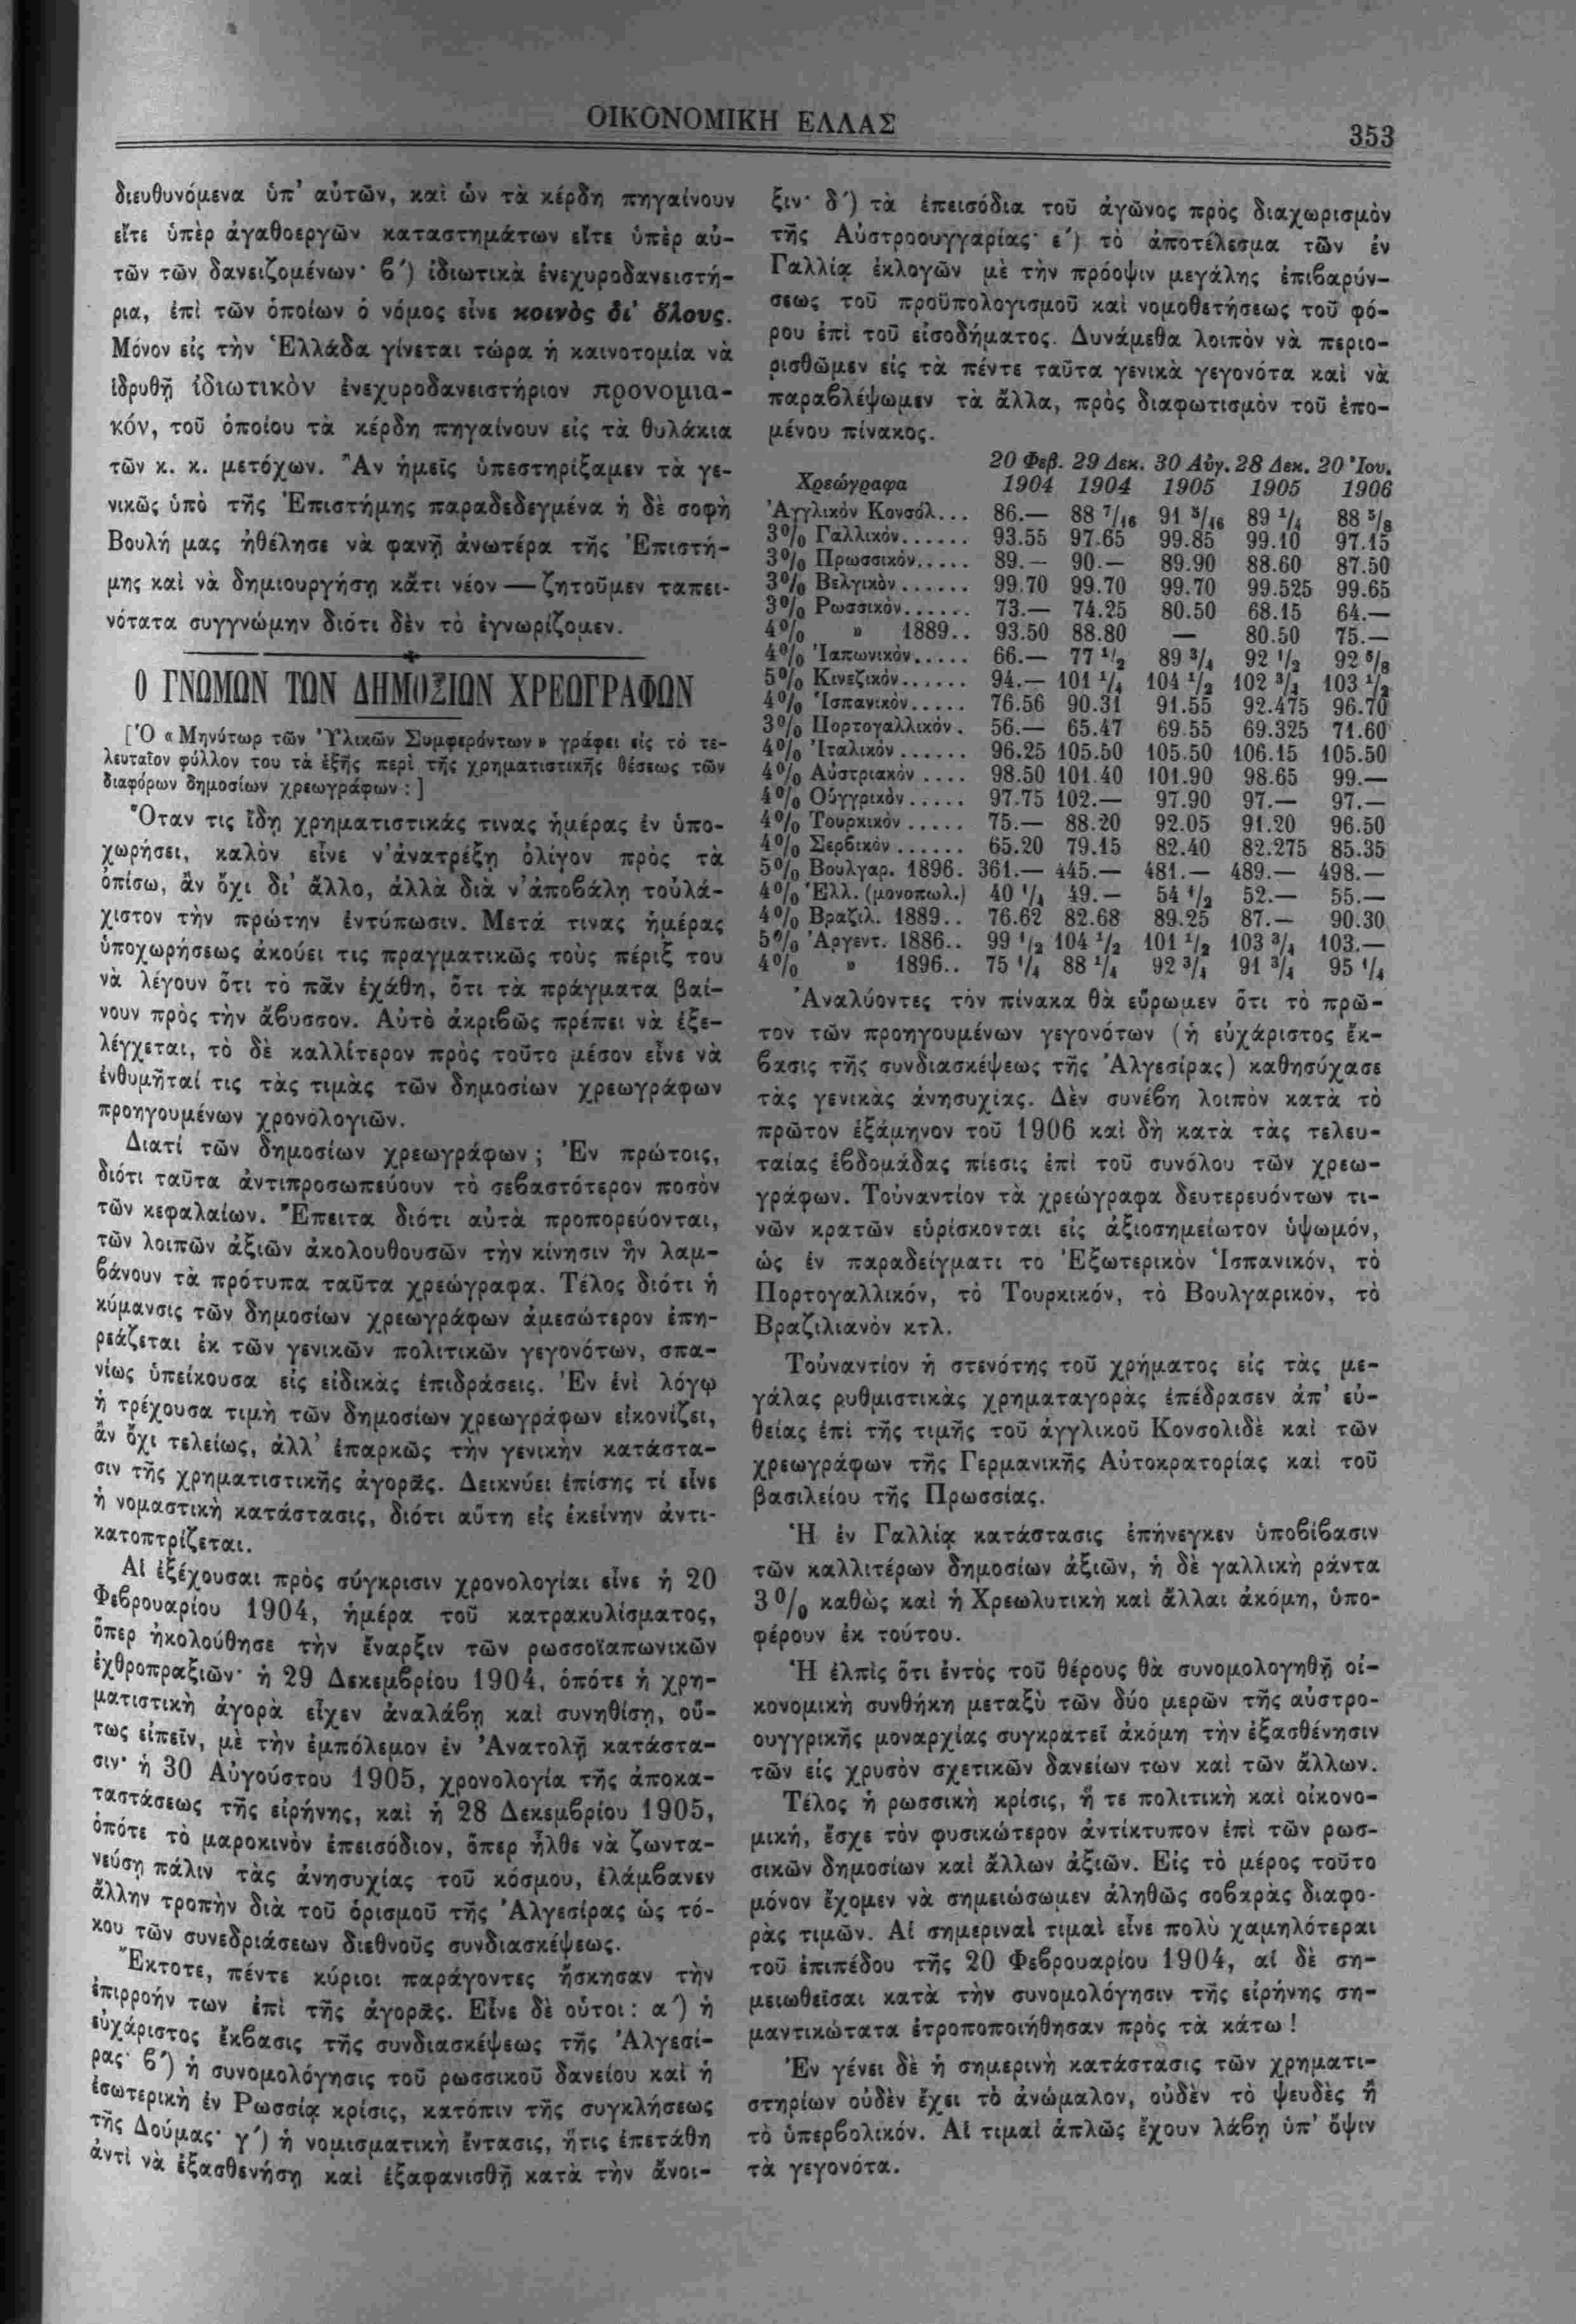 ΟΙΚΟΝΟΜΙΚΗ ΕΛΛΑΣ
353
διευθυνόμενα ὑπ' αὐτῶν, καὶ ὧν τὰ κέρδη πηγαίνουν
εἴτε ὑπὲρ ἀγαθοεργῶν καταστημάτων εἴτε ὑπὲρ αὐ-
τῶν τῶν δανειζομένων· β΄) ἰδιωτικὰ ἐνεχυροδανειστή-
ρια, ἐπὶ τῶν ὁποίων ὁ νόμος εἶνε κοινὸς δι' ὅλους.
Μόνον εἰς τὴν Ἑλλάδα γίνεται τώρα ἡ καινοτομία νὰ
ἱδρυθῇ ἰδιωτικὸν ἐνεχυροδανειστήριον προνομια-
κόν, τοῦ ὁποίου τὰ κέρδη πηγαίνουν εἰς τὰ θυλάκια
τῶν κ. κ. μετόχων. Ἂν ἡμεῖς ὑπεστηρίξαμεν τὰ γε-
νικῶς ὑπὸ τῆς Ἐπιστήμης παραδεδεγμένα ἡ δὲ σοφὴ
Βουλή μας ἠθέλησε νὰ φανῇ ἀνωτέρα τῆς Ἐπιστή-
μης καὶ νὰ δημιουργήσῃ κἄτι νέον — ζητοῦμεν ταπει-
νότατα συγγνώμην διότι δὲν τὸ ἐγνωρίζομεν.
Ο ΓΝΩΜΩΝ ΤΩΝ ΔΗΜΟΣΙΩΝ ΧΡΕΩΓΡΑΦΩΝ
[Ὁ «Μηνύτωρ τῶν Ὑλικῶν Συμφερόντων» γράφει εἰς τὸ τε-
λευταῖον φύλλον του τὰ ἑξῆς περὶ τῆς χρηματιστικῆς θέσεως τῶν
διαφόρων δημοσίων χρεωγράφων :]
Ὅταν τις ἴδῃ χρηματιστικάς τινας ἡμέρας ἐν ὑπο-
χωρήσει, καλὸν εἶνε ν' ἀνατρέξῃ ὀλίγον πρὸς τὰ
ὀπίσω, ἂν ὄχι δι' ἄλλο, ἀλλὰ διὰ ν' ἀποβάλῃ τοὐλά-
χιστον τὴν πρώτην ἐντύπωσιν. Μετά τινας ἡμέρας
ὑποχωρήσεως ἀκούει τις πραγματικῶς τοὺς πέριξ του
νὰ λέγουν ὅτι τὸ πᾶν ἐχάθη, ὅτι τὰ πράγματα βαί-
νουν πρὸς τὴν ἄβυσσον. Αὐτὸ ἀκριβῶς πρέπει νὰ ἐξε-
λέγχεται, τὸ δὲ καλλίτερον πρὸς τοῦτο μέσον εἶνε νὰ
ἐνθυμῆταί τις τὰς τιμὰς τῶν δημοσίων χρεωγράφων
προηγουμένων χρονολογιῶν.
Διατί τῶν δημοσίων χρεωγράφων ; Ἐν πρώτοις,
διότι ταῦτα ἀντιπροσωπεύουν τὸ σεβαστότερον ποσὸν
τῶν κεφαλαίων. Ἔπειτα διότι αὐτὰ προπορεύονται,
τῶν λοιπῶν ἀξιῶν ἀκολουθουσῶν τὴν κίνησιν ἣν λαμ-
βάνουν τὰ πρότυπα ταῦτα χρεώγραφα. Τέλος διότι ἡ
κύμανσις τῶν δημοσίων χρεωγράφων ἀμεσώτερον ἐπη-
ρεάζεται ἐκ τῶν γενικῶν πολιτικῶν γεγονότων, σπα-
νίως ὑπείκουσα εἰς εἰδικὰς ἐπιδράσεις. Ἐν ἑνὶ λόγῳ
ἡ τρέχουσα τιμὴ τῶν δημοσίων χρεωγράφων εἰκονίζει,
ἂν ὄχι τελείως, ἀλλ' ἐπαρκῶς τὴν γενικὴν κατάστα-
σιν τῆς χρηματιστικῆς ἀγορᾶς. Δεικνύει ἐπίσης τί εἶνε
ἡ νομαστικὴ κατάστασις, διότι αὕτη εἰς ἐκείνην ἀντι-
κατοπτρίζεται.
Αἱ ἐξέχουσαι πρὸς σύγκρισιν χρονολογίαι εἶνε ἡ 20
Φεβρουαρίου 1904, ἡμέρα τοῦ κατρακυλίσματος,
ὅπερ ἠκολούθησε τὴν ἔναρξιν τῶν ρωσσοϊαπωνικῶν
ἐχθροπραξιῶν· ἡ 29 Δεκεμβρίου 1904, ὁπότε ἡ χρη-
ματιστικὴ ἀγορὰ εἶχεν ἀναλάβῃ καὶ συνηθίσῃ, οὕ-
τως εἰπεῖν, μὲ τὴν ἐμπόλεμον ἐν Ἀνατολῇ κατάστα-
σιν· ἡ 30 Αὐγούστου 1905, χρονολογία τῆς ἀποκα-
ταστάσεως τῆς εἰρήνης, καὶ ἡ 28 Δεκεμβρίου 1905,
ὁπότε τὸ μαροκινὸν ἐπεισόδιον, ὅπερ ἦλθε νὰ ζωντα-
νεύσῃ πάλιν τὰς ἀνησυχίας τοῦ κόσμου, ἐλάμβανεν
ἄλλην τροπὴν διὰ τοῦ ὁρισμοῦ τῆς Ἀλγεσίρας ὡς τό-
κου τῶν συνεδριάσεων διεθνοῦς συνδιασκέψεως.
Ἔκτοτε, πέντε κύριοι παράγοντες ἤσκησαν τὴν
ἐπιρροήν των ἐπὶ τῆς ἀγορᾶς. Εἶνε δὲ οὗτοι: α΄) ἡ
εὐχάριστος ἔκβασις τῆς συνδιασκέψεως τῆς Ἀλγεσί-
ρας· β΄) ἡ συνομολόγησις τοῦ ρωσσικοῦ δανείου καὶ ἡ
ἐσωτερικὴ ἐν Ρωσσίᾳ κρίσις, κατόπιν τῆς συγκλήσεως
τῆς Δούμας· γ΄) ἡ νομισματικὴ ἔντασις, ἥτις ἐπετάθη
ἀντὶ νὰ ἐξασθενήσῃ καὶ ἐξαφανισθῇ κατὰ τὴν ἄνοι-
ξιν· δ΄) τὰ ἐπεισόδια τοῦ ἀγῶνος πρὸς διαχωρισμὸν
τῆς Αὐστροουγγαρίας· ε΄) τὸ ἀποτέλεσμα τῶν ἐν
Γαλλίᾳ ἐκλογῶν μὲ τὴν πρόοψιν μεγάλης ἐπιβαρύν-
σεως τοῦ προϋπολογισμοῦ καὶ νομοθετήσεως τοῦ φό-
ρου ἐπὶ τοῦ εἰσοδήματος. Δυνάμεθα λοιπὸν νὰ περιο-
ρισθῶμεν εἰς τὰ πέντε ταῦτα γενικὰ γεγονότα καὶ νὰ
παραβλέψωμεν τὰ ἄλλα, πρὸς διαφωτισμὸν τοῦ ἑπο-
μένου πίνακος.
20 Φεβ. 29 Δεκ. 30 Αὐγ. 28 Δεκ. 20 Ἰου.
Χρεώγραφα 1904 1904 1905 1905 1906
Ἀγγλικὸν Κονσόλ... 86.— 88 7/16 91 5/16 89 1/4 88 5/8
3% Γαλλικόν...... 93.55 97.65 99.85 99.10 97.15
3% Πρωσσικόν..... 89.— 90.— 89.90 88.60 87.50
3% Βελγικὸν...... 99.70 99.70 99.70 99.525 99.65
3% Ρωσσικόν...... 73.— 74.25 80.50 68.15 64.—
4% » 1889.. 93.50 88.80 — 80.50 75.—
4% Ἰαπωνικόν..... 66.— 77 1/2 89 3/4 92 1/2 92 5/8
5% Κινεζικόν...... 94.— 101 1/4 104 1/2 102 3/4 103 1/2
4% Ἱσπανικόν..... 76.56 90.31 91.55 92.475 96.70
3% Πορτογαλλικόν. 56.— 65.47 69.55 69.325 71.60
4% Ἰταλικὸν...... 96.25 105.50 105.50 106.15 105.50
4% Αὐστριακόν.... 98.50 101.40 101.90 98.65 99.—
4% Οὑγγρικὸν..... 97.75 102.— 97.90 97.— 97.—
4% Τουρκικὸν..... 75.— 88.20 92.05 91.20 96.50
4% Σερβικὸν...... 65.20 79.15 82.40 82.275 85.35
5% Βουλγαρ. 1896. 361.— 445.— 481.— 489.— 498.—
4% Ἑλλ. (μονοπωλ.) 40 1/4 49.— 54 1/2 52.— 55.—
4% Βραζιλ. 1889.. 76.62 82.68 89.25 87.— 90.30
5% Ἀργεντ. 1886.. 99 1/2 104 1/2 101 1/2 103 3/4 103.—
4% » 1896.. 75 1/4 88 1/4 92 3/4 91 3/4 95 1/4
Ἀναλύοντες τὸν πίνακα θὰ εὕρωμεν ὅτι τὸ πρῶ-
τον τῶν προηγουμένων γεγονότων (ἡ εὐχάριστος ἔκ-
βασις τῆς συνδιασκέψεως τῆς Ἀλγεσίρας) καθησύχασε
τὰς γενικὰς ἀνησυχίας. Δὲν συνέβη λοιπὸν κατὰ τὸ
πρῶτον ἑξάμηνον τοῦ 1906 καὶ δὴ κατὰ τὰς τελευ-
ταίας ἑβδομάδας πίεσις ἐπὶ τοῦ συνόλου τῶν χρεω-
γράφων. Τοὐναντίον τὰ χρεώγραφα δευτερευόντων τι-
νῶν κρατῶν εὑρίσκονται εἰς ἀξιοσημείωτον ὑψωμόν,
ὡς ἐν παραδείγματι τὸ Ἐξωτερικὸν Ἱσπανικόν, τὸ
Πορτογαλλικόν, τὸ Τουρκικόν, τὸ Βουλγαρικόν, τὸ
Βραζιλιανὸν κτλ.
Τοὐναντίον ἡ στενότης τοῦ χρήματος εἰς τὰς με-
γάλας ρυθμιστικὰς χρηματαγορὰς ἐπέδρασεν ἀπ' εὐ-
θείας ἐπὶ τῆς τιμῆς τοῦ ἀγγλικοῦ Κονσολιδὲ καὶ τῶν
χρεωγράφων τῆς Γερμανικῆς Αὐτοκρατορίας καὶ τοῦ
βασιλείου τῆς Πρωσσίας.
Ἡ ἐν Γαλλίᾳ κατάστασις ἐπήνεγκεν ὑποβίβασιν
τῶν καλλιτέρων δημοσίων ἀξιῶν, ἡ δὲ γαλλικὴ ράντα
3% καθὼς καὶ ἡ Χρεωλυτικὴ καὶ ἄλλαι ἀκόμη, ὑπο-
φέρουν ἐκ τούτου.
Ἡ ἐλπὶς ὅτι ἐντὸς τοῦ θέρους θὰ συνομολογηθῇ οἰ-
κονομικὴ συνθήκη μεταξὺ τῶν δύο μερῶν τῆς αὐστρο-
ουγγρικῆς μοναρχίας συγκρατεῖ ἀκόμη τὴν ἐξασθένησιν
τῶν εἰς χρυσὸν σχετικῶν δανείων των καὶ τῶν ἄλλων.
Τέλος ἡ ρωσσικὴ κρίσις, ἥ τε πολιτικὴ καὶ οἰκονο-
μική, ἔσχε τὸν φυσικώτερον ἀντίκτυπον ἐπὶ τῶν ρωσ-
σικῶν δημοσίων καὶ ἄλλων ἀξιῶν. Εἰς τὸ μέρος τοῦτο
μόνον ἔχομεν νὰ σημειώσωμεν ἀληθῶς σοβαρὰς διαφο-
ρὰς τιμῶν. Αἱ σημεριναὶ τιμαὶ εἶνε πολὺ χαμηλότεραι
τοῦ ἐπιπέδου τῆς 20 Φεβρουαρίου 1904, αἱ δὲ ση-
μειωθεῖσαι κατὰ τὴν συνομολόγησιν τῆς εἰρήνης ση-
μαντικώτατα ἐτροποποιήθησαν πρὸς τὰ κάτω !
Ἐν γένει δὲ ἡ σημερινὴ κατάστασις τῶν χρηματι-
στηρίων οὐδὲν ἔχει τὸ ἀνώμαλον, οὐδὲν τὸ ψευδὲς ἢ
τὸ ὑπερβολικόν. Αἱ τιμαὶ ἁπλῶς ἔχουν λάβῃ ὑπ' ὄψιν
τὰ γεγονότα.